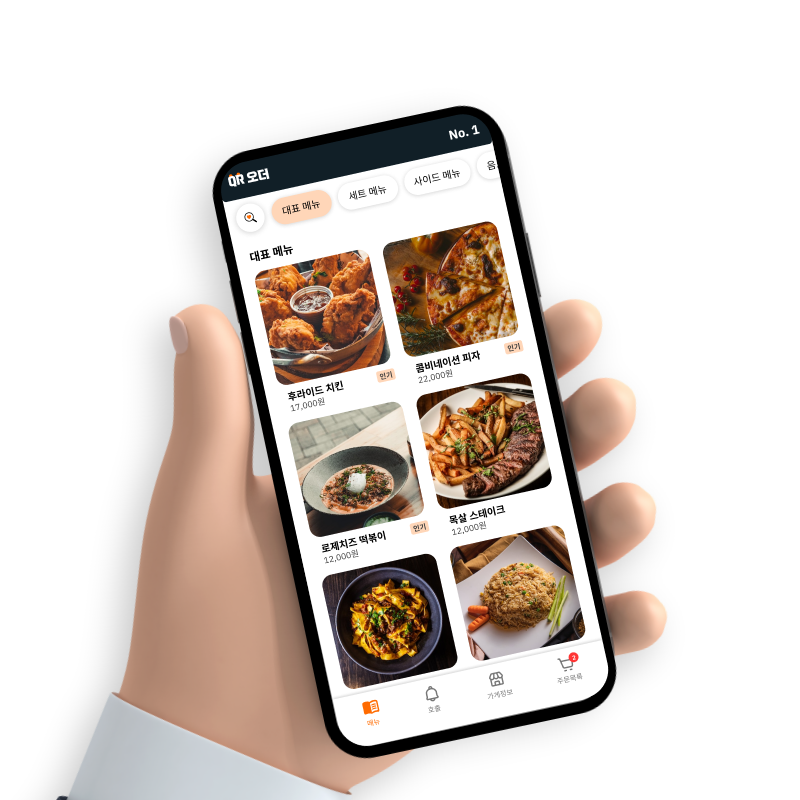 No. 1
QR 오더
대표 메뉴
세트 메뉴
사이드 메뉴
음
대표 메뉴
후라이드 치킨
인기
17,000원
콤비네이션 피자
인기
22,000원
로제치즈 떡볶이
인기
12,000원
목살 스테이크
12,000원
메뉴
호출
가게정보
2
주문목록